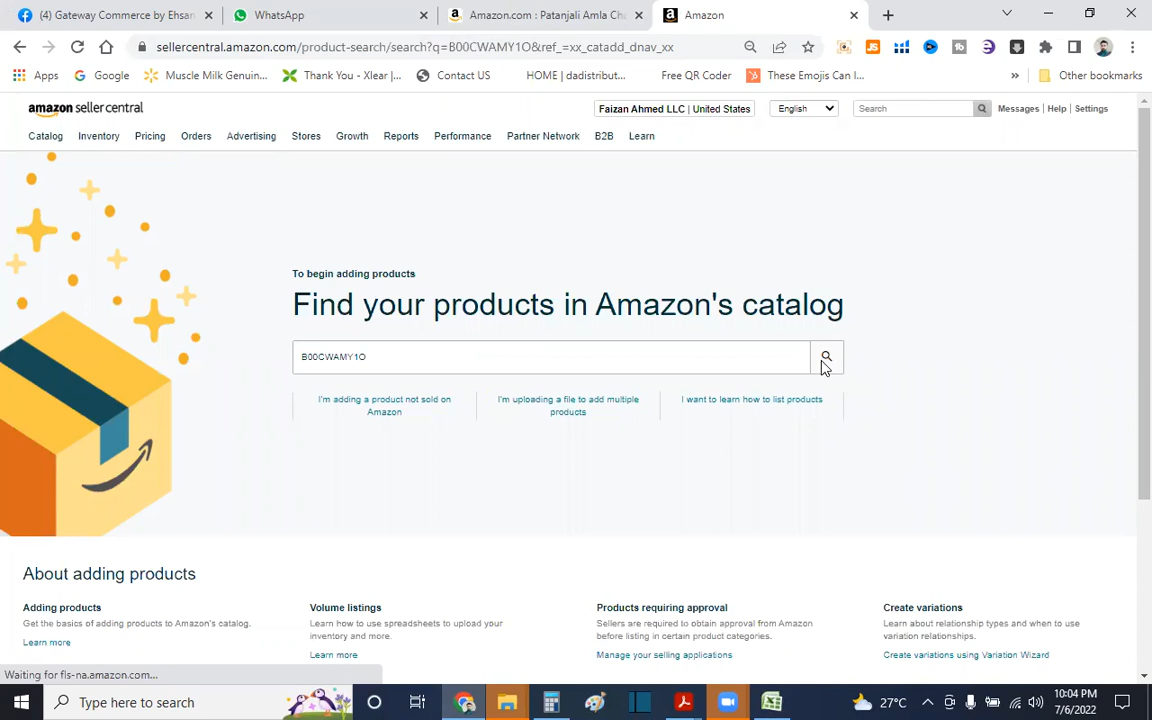 (4) Gateway Commerce by Ehsan
WhatsApp
Amazon.com : Patanjali Amla Cha
Amazon
sellercentral.amazon.com/product-search/search?q=B00CWAMY1O&ref_=xx_catadd_dnav_xx
Apps
Google
Muscle Milk Genuin...
Thank You - Xlear |...
Contact US
HOME | dadistribut...
Free QR Coder
These Emojis Can I...
»
Other bookmarks
amazon seller central
Faizan Ahmed LLC | United States
English
Search
Messages | Help | Settings
Catalog Inventory Pricing Orders Advertising Stores Growth Reports Performance Partner Network B2B Learn
To begin adding products
Find your products in Amazon's catalog
B00CWAMY1O
I'm adding a product not sold on
Amazon
I'm uploading a file to add multiple
products
I want to learn how to list products
About adding products
Adding products
Get the basics of adding products to Amazon's catalog.
Learn more
Volume listings
Learn how to use spreadsheets to upload your
inventory and more.
Learn more
Products requiring approval
Sellers are required to obtain approval from Amazon
before listing in certain product categories.
Manage your selling applications
Create variations
Learn about relationship types and when to use
variation relationships.
Create variations using Variation Wizard
Waiting for fls-na.amazon.com...
Type here to search
27°C
10:04 PM
7/6/2022